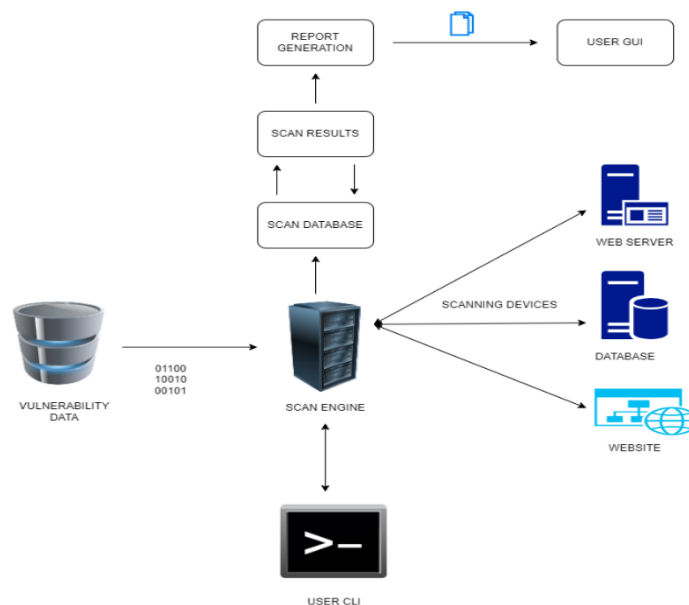 REPORT
GENERATION
USER GUI
SCAN RESULTS
SCAN DATABASE
WEB SERVER
SCANNING DEVICES
DATABASE
01100
10010
00101
VULNERABILITY
DATA
SCAN ENGINE
WEBSITE
>_
USER CLI